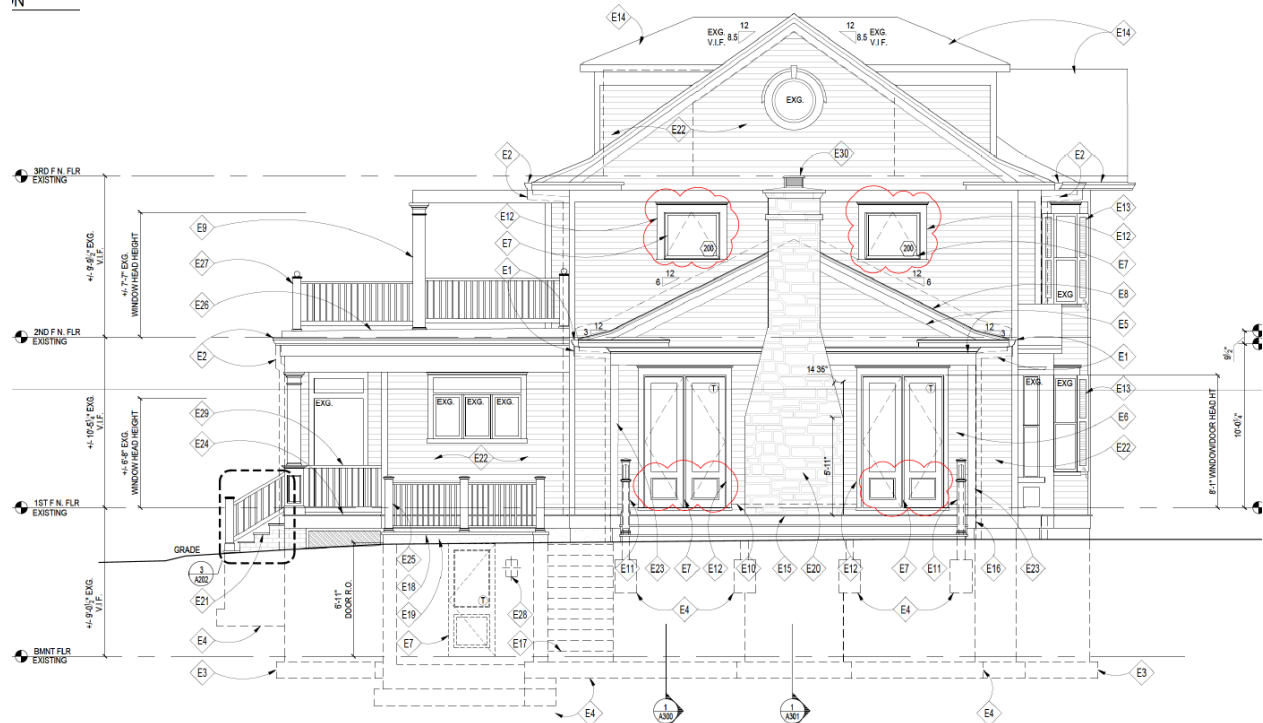 E14
12
EXG.
V.I.F.
8.5
12
8.5
EXG.
V.I.F.
E14
EXG.
E22
E2
E30
E2
3RD F N. FLR
EXISTING
E12
E13
E9
E7
200
200
E12
E27
E1
12
6
12
6
E7
+/- 9'-9½" EXG.
V.I.F.
+/- 7'-7" EXG.
WINDOW HEAD HEIGHT
E26
EXG
E8
E5
2ND F N. FLR
EXISTING
3
12
12
3
E2
E1
9½"
14 35"
EXG.
T
T
EXG.
EXG.
E13
EXG.
EXG.
EXG.
EXG.
E29
E6
+/- 10'-5¼" EXG.
V.I.F.
+/- 6'-8" EXG.
WINDOW HEAD HEIGHT
E24
E22
E22
5'-11"
8'-1" WINDOW/DOOR HEAD HT
10'-0¼"
1ST F N. FLR
EXISTING
GRADE
3
A202
E25
E11
E23
E7
E12
E10
E15
E20
E12
E7
E11
E16
E23
E18
E21
E19
E28
E4
E4
6'-11"
DOOR R.O.
T
+/- 9'-0½" EXG.
V.I.F.
E4
E7
E17
BMNT FLR
EXISTING
E3
E3
E4
1
A300
1
A301
E4